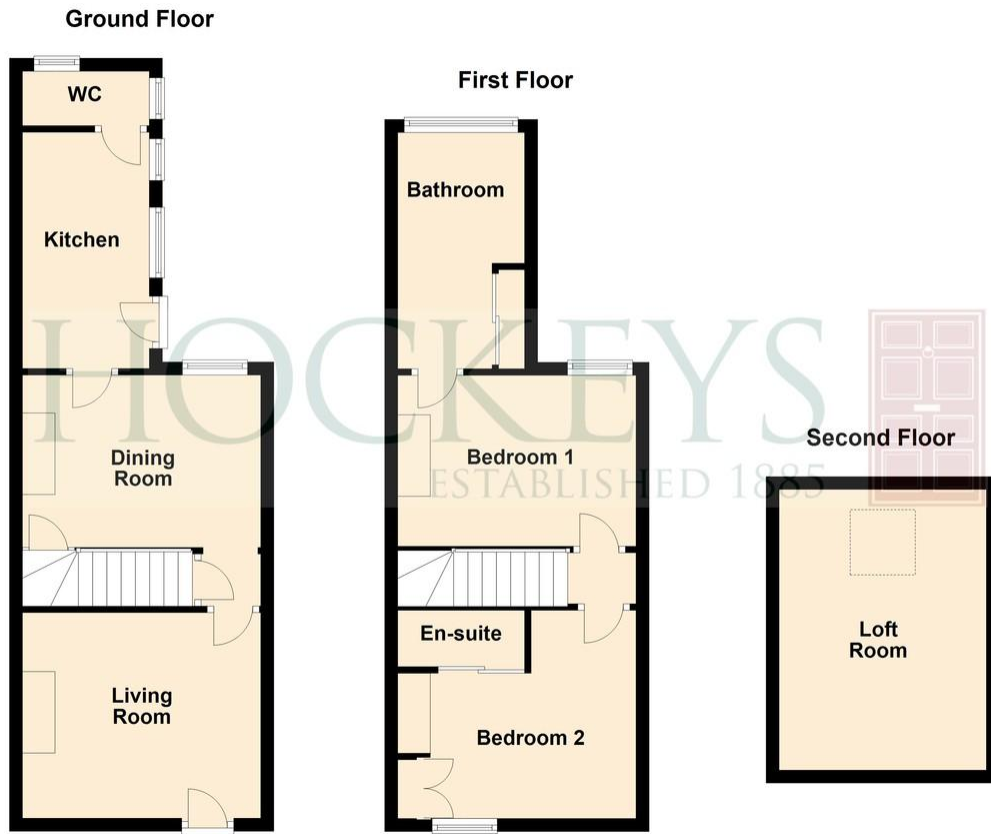 Ground Floor
WC
Kitchen
Dining
Room
Living
Room
First Floor
Bathroom
Bedroom 1
En-suite
Bedroom 2
Second Floor
Loft
Room
HOCKEYS
ESTABLISHED 1885